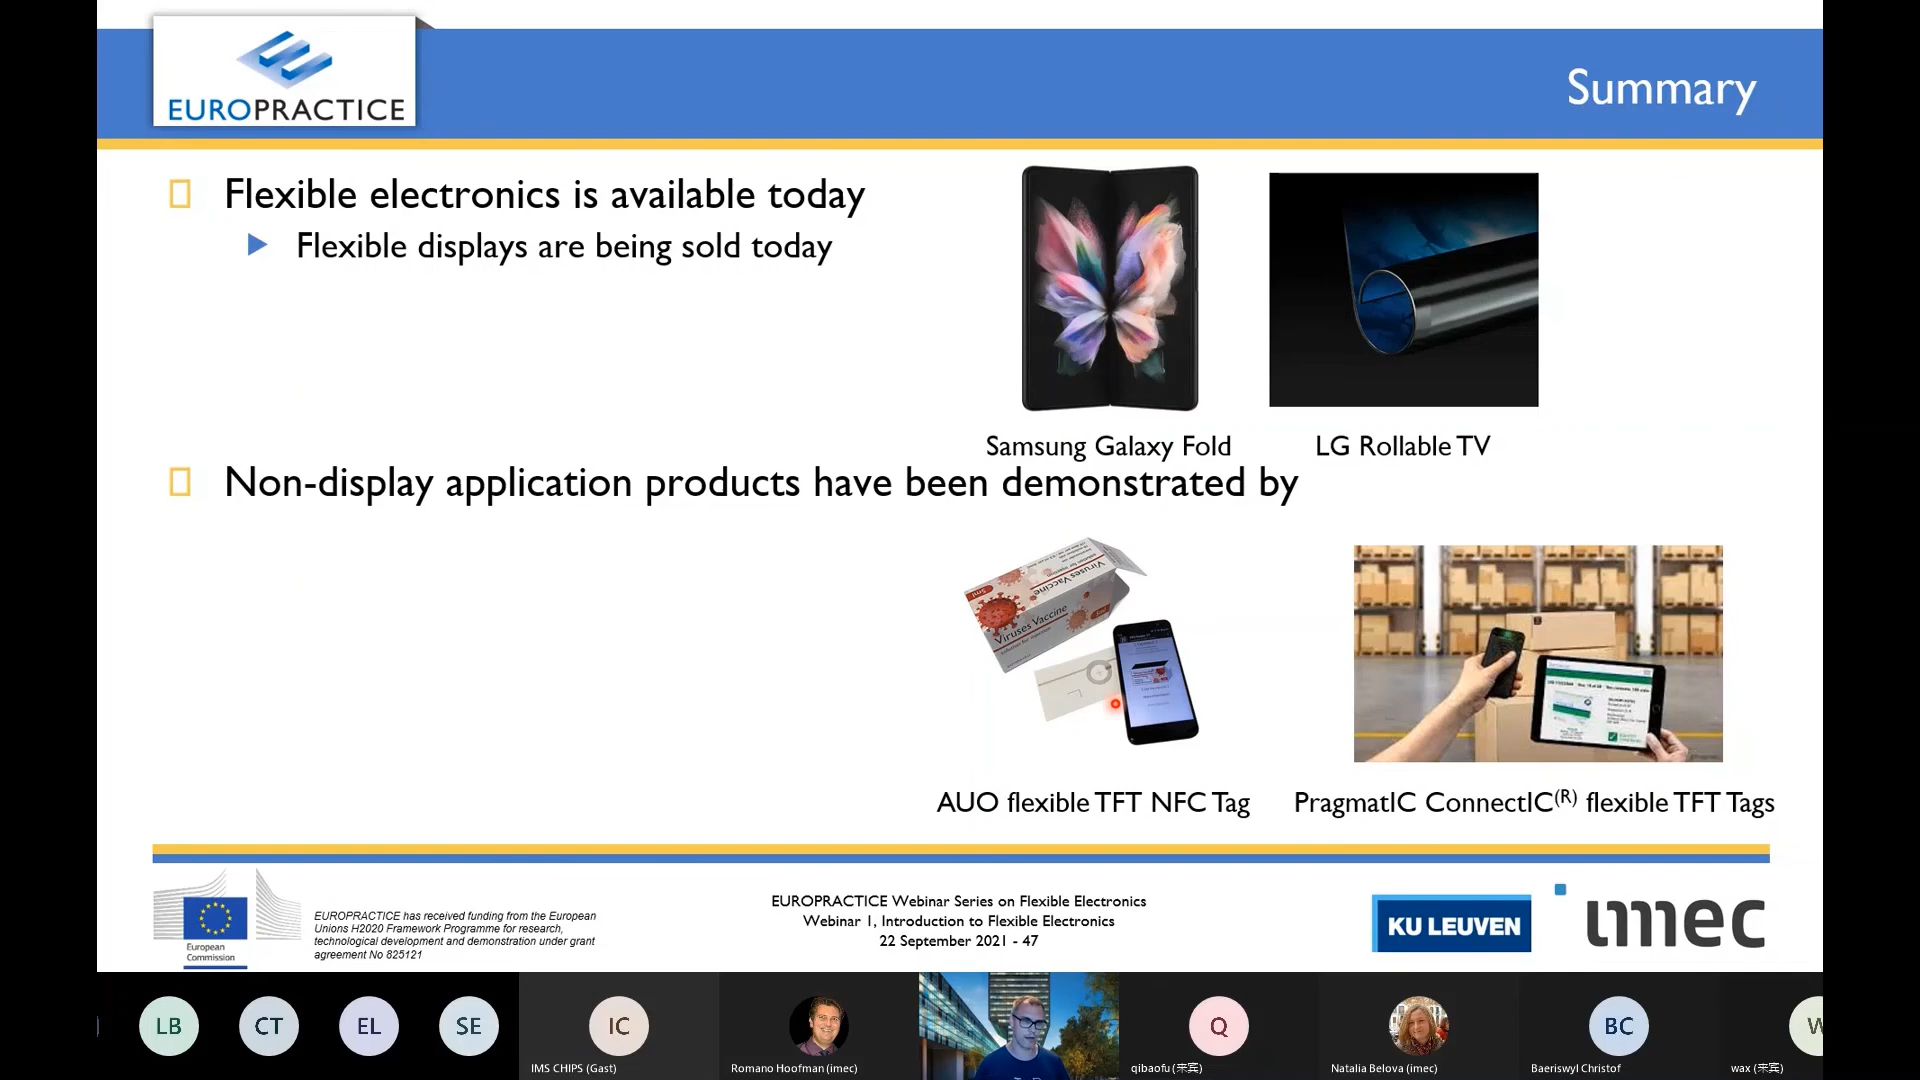 EUROPRACTICE
Summary
Flexible electronics is available today
Flexible displays are being sold today
Samsung Galaxy Fold
LG Rollable TV
Non-display application products have been demonstrated by
5ml
Viruses Vaccine
Viruses Vaccine
AUO flexible TFT NFC Tag
PragmatIC ConnectIC(R) flexible TFT Tags
European
Commission
EUROPRACTICE has received funding from the European
Unions H2020 Framework Programme for research,
technological development and demonstration under grant
agreement No 825121
EUROPRACTICE Webinar Series on Flexible Electronics
Webinar 1, Introduction to Flexible Electronics
22 September 2021 - 47
KU LEUVEN
imec
LB
CT
EL
SE
IC
IMS CHIPS (Gast)
Romano Hoofman (imec)
Q
qibaofu (来宾)
Natalia Belova (imec)
BC
Baeriswyl Christof
W
wax (来宾)